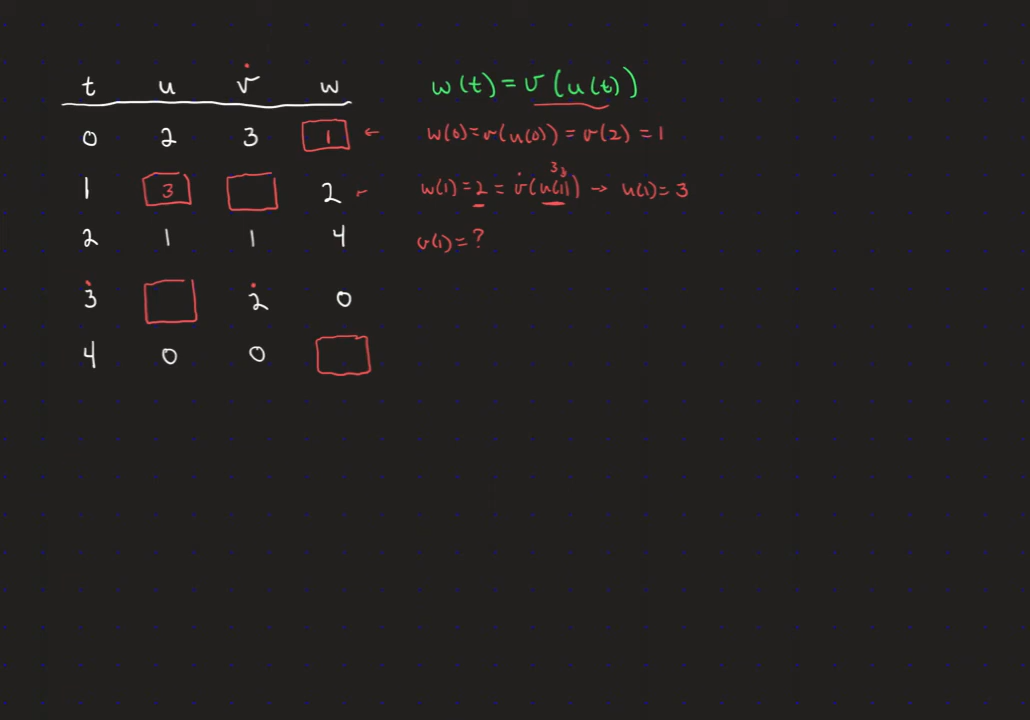 t u v w w(t) = v(u(t))
0 2 3 1 ← w(0) = v(u(0)) = v(2) = 1
1 3 2 ← w(1) = 2 = v(u(1)) → u(1) = 3
2 1 1 4 v(1) = ?
3 2 0
4 0 0